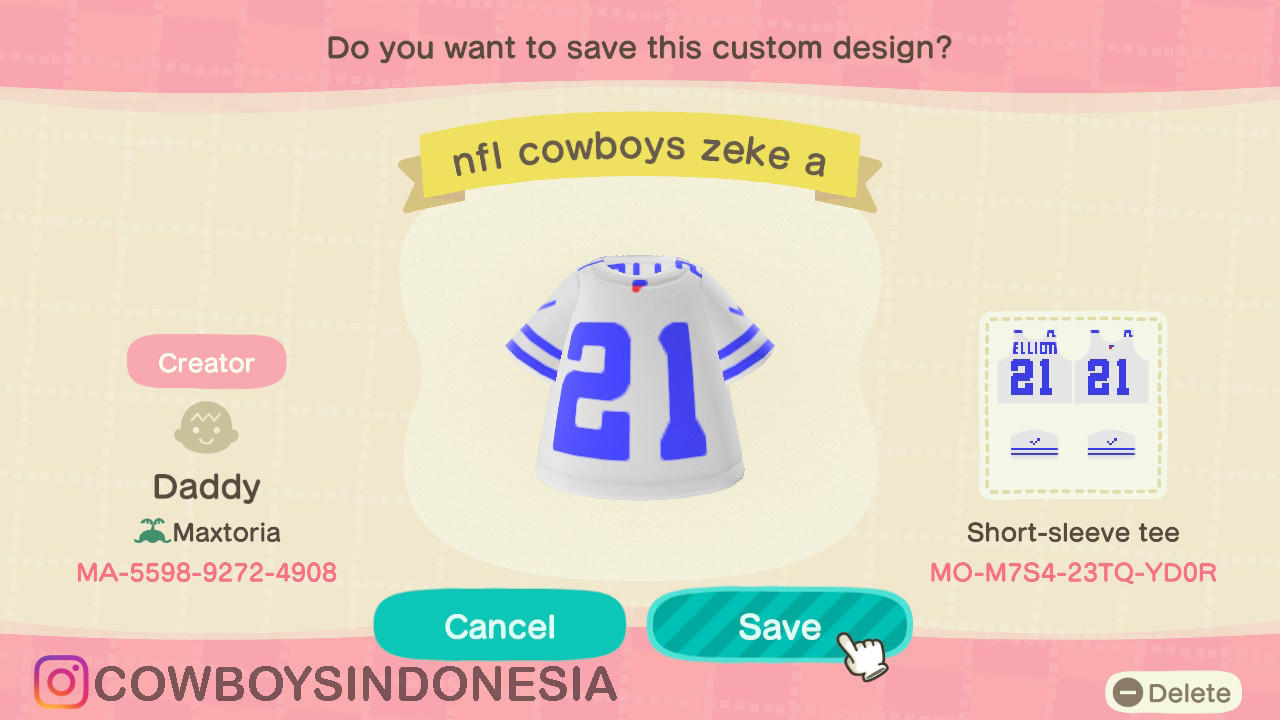 Do you want to save this custom design?
nfl cowboys zeke a
21
Creator
Daddy
Maxtoria
MA-5598-9272-4908
ELLIOTT
21 21
Short-sleeve tee
MO-M7S4-23TQ-YD0R
Cancel
Save
COWBOYSINDONESIA
Delete